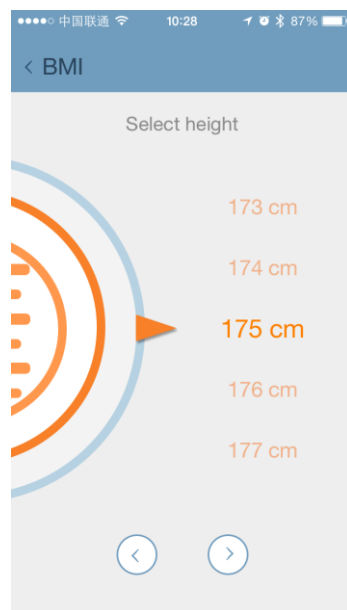 中国联通 10:28 87%
BMI
Select height
173 cm
174 cm
175 cm
176 cm
177 cm